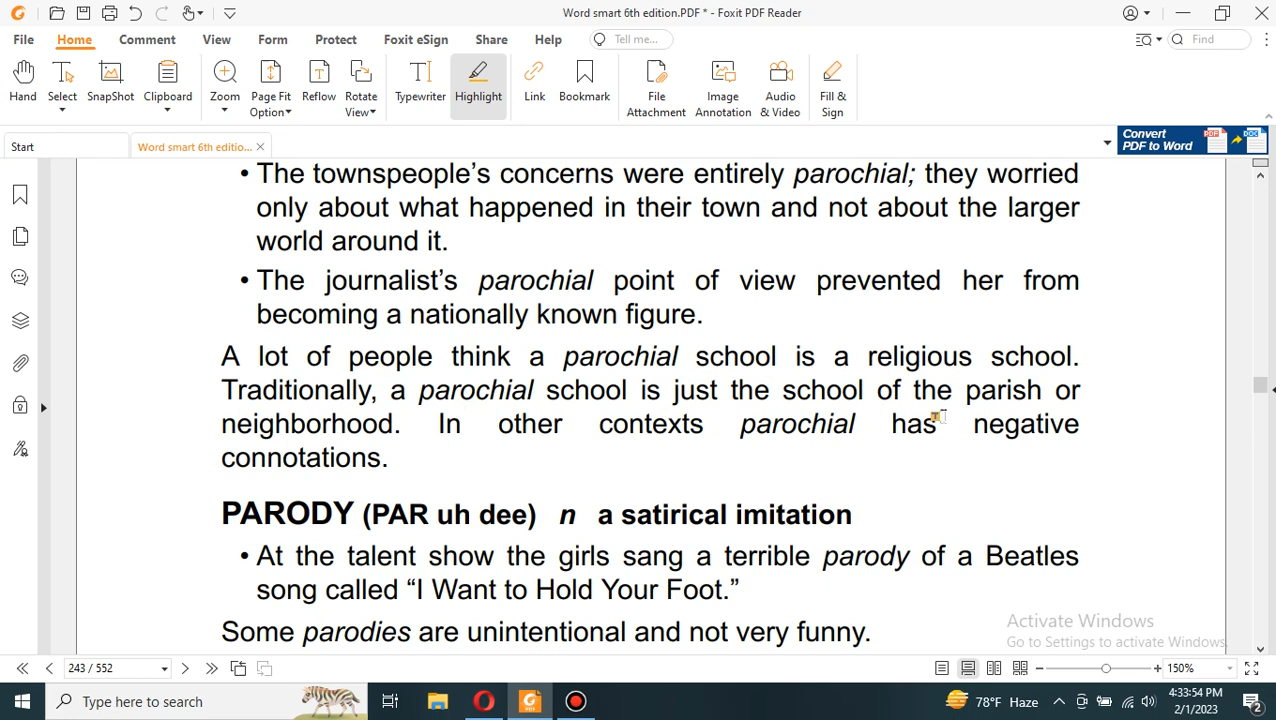 Word smart 6th edition.PDF * - Foxit PDF Reader
File Home Comment View Form Protect Foxit eSign Share Help Tell me... Find
Hand Select SnapShot Clipboard Zoom Page Fit Option Reflow Rotate View Typewriter Highlight Link Bookmark File Attachment Image Annotation Audio & Video Fill & Sign
Start Word smart 6th editio... Convert PDF to Word PDF DOC
• The townspeople’s concerns were entirely parochial; they worried
only about what happened in their town and not about the larger
world around it.
• The journalist’s parochial point of view prevented her from
becoming a nationally known figure.
A lot of people think a parochial school is a religious school.
Traditionally, a parochial school is just the school of the parish or
neighborhood. In other contexts parochial has negative
connotations.
PARODY (PAR uh dee) n a satirical imitation
• At the talent show the girls sang a terrible parody of a Beatles
song called “I Want to Hold Your Foot.”
Some parodies are unintentional and not very funny.
Activate Windows
Go to Settings to activate Windows.
243 / 552 150%
Type here to search 78°F Haze 4:33:54 PM
2/1/2023 2